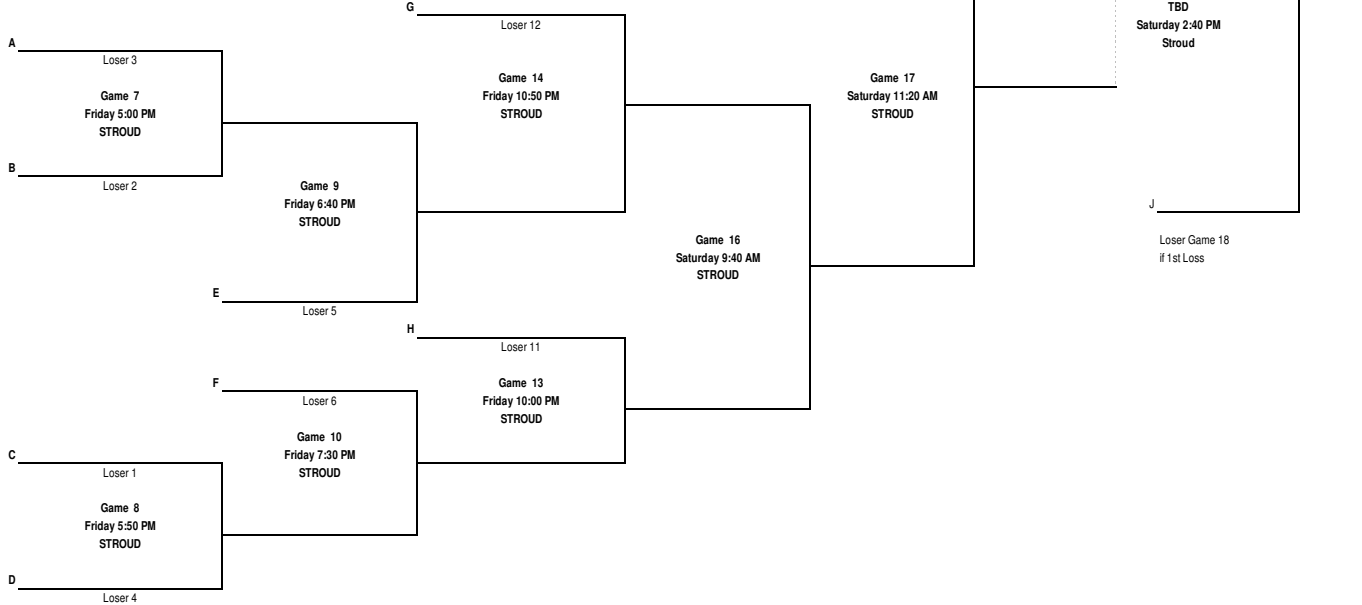 G
Loser 12
TBD
Saturday 2:40 PM
Stroud
A
Loser 3
Game 7
Friday 5:00 PM
STROUD
B
Loser 2
Game 14
Friday 10:50 PM
STROUD
Game 17
Saturday 11:20 AM
STROUD
Game 9
Friday 6:40 PM
STROUD
J
Loser Game 18
if 1st Loss
Game 16
Saturday 9:40 AM
STROUD
E
Loser 5
H
Loser 11
Game 13
Friday 10:00 PM
STROUD
F
Loser 6
Game 10
Friday 7:30 PM
STROUD
C
Loser 1
Game 8
Friday 5:50 PM
STROUD
D
Loser 4